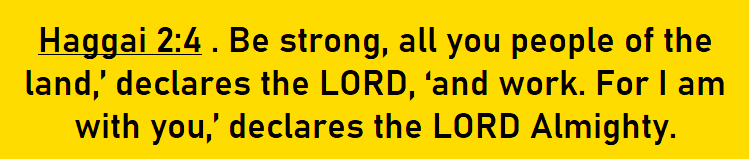 Haggai 2:4 . Be strong, all you people of the
land,’ declares the LORD, ‘and work. For I am
with you,’ declares the LORD Almighty.